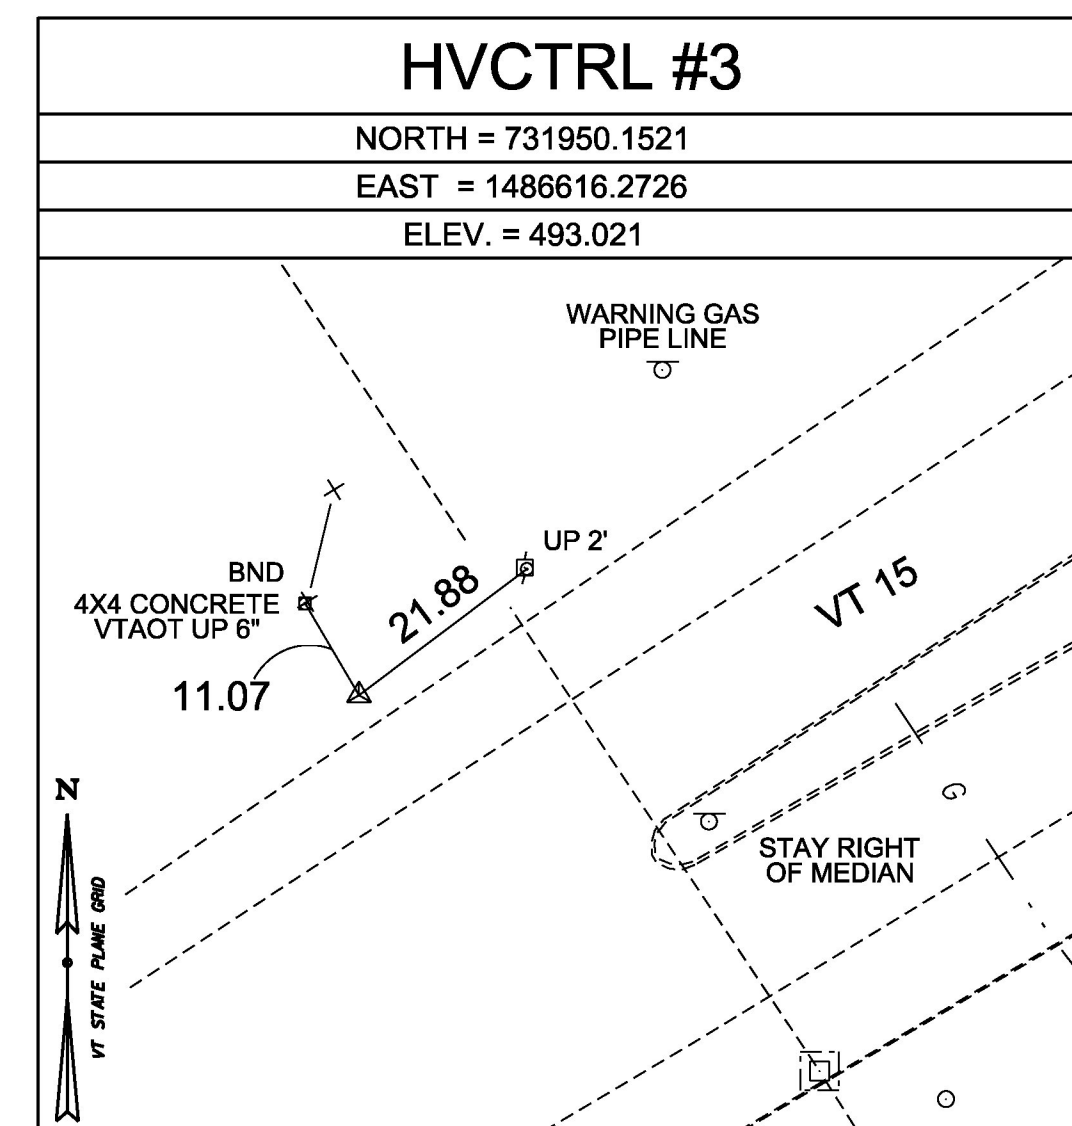 HVCTRL #3
NORTH = 731950.1521
EAST = 1486616.2726
ELEV. = 493.021
WARNING GAS
PIPE LINE
UP 2'
BND
4X4 CONCRETE
VTAOT UP 6"
21.88
11.07
VT 15
N
G
STAY RIGHT
OF MEDIAN
VT STATE PLANE GRID